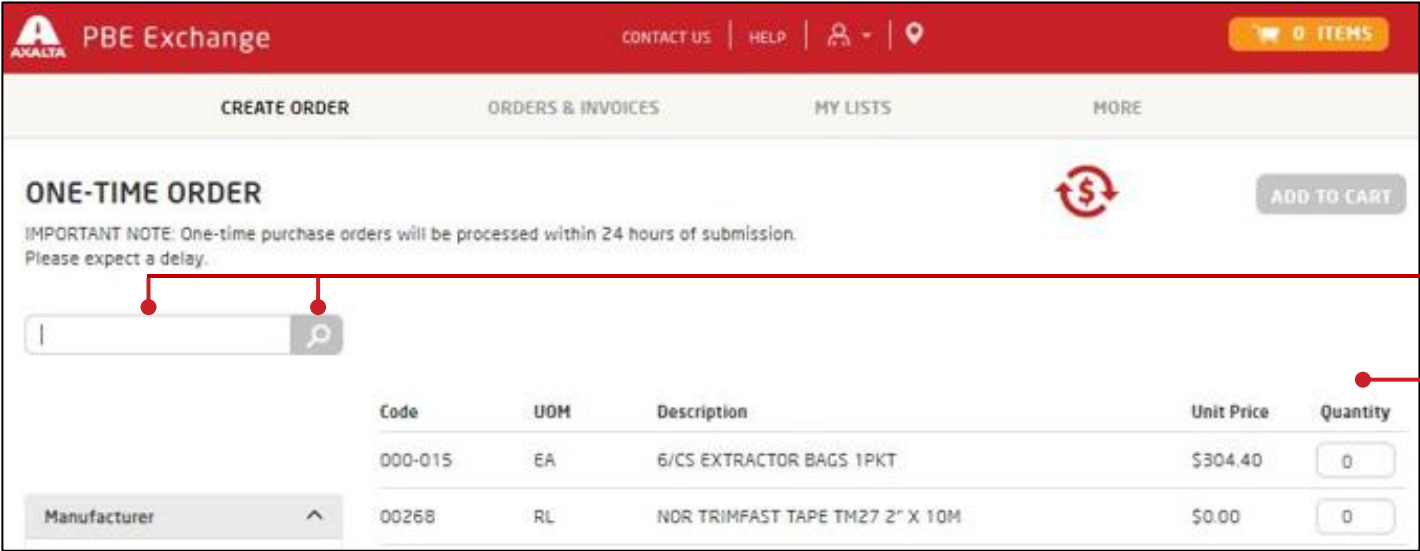 AXALTA PBE Exchange CONTACT US | HELP | 0 ITEMS
CREATE ORDER ORDERS & INVOICES MY LISTS MORE
ONE-TIME ORDER $ ADD TO CART
IMPORTANT NOTE: One-time purchase orders will be processed within 24 hours of submission.
Please expect a delay.
Code UOM Description Unit Price Quantity
000-015 EA 6/CS EXTRACTOR BAGS 1PKT $304.40 0
Manufacturer 00268 RL NOR TRIMFAST TAPE TM27 2" X 10M $0.00 0